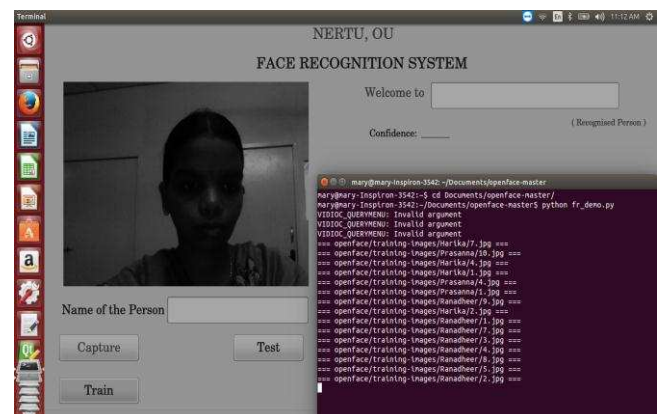 Terminal
En
11:12 AM
NERTU, OU
FACE RECOGNITION SYSTEM
Welcome to
( Recognised Person )
Confidence: _____
Name of the Person
Capture
Test
Train
mary@mary-Inspiron-3542: ~/Documents/openface-master
mary@mary-Inspiron-3542:~$ cd Documents/openface-master/
mary@mary-Inspiron-3542:~/Documents/openface-master$ python fr_demo.py
VIDIOC_QUERYMENU: Invalid argument
VIDIOC_QUERYMENU: Invalid argument
VIDIOC_QUERYMENU: Invalid argument
=== openface/training-images/Harika/7.jpg ===
=== openface/training-images/Prasanna/10.jpg ===
=== openface/training-images/Harika/4.jpg ===
=== openface/training-images/Harika/1.jpg ===
=== openface/training-images/Prasanna/4.jpg ===
=== openface/training-images/Prasanna/1.jpg ===
=== openface/training-images/Ranadheer/9.jpg ===
=== openface/training-images/Harika/2.jpg ===
=== openface/training-images/Ranadheer/1.jpg ===
=== openface/training-images/Ranadheer/7.jpg ===
=== openface/training-images/Ranadheer/3.jpg ===
=== openface/training-images/Ranadheer/4.jpg ===
=== openface/training-images/Ranadheer/8.jpg ===
=== openface/training-images/Ranadheer/5.jpg ===
=== openface/training-images/Ranadheer/2.jpg ===